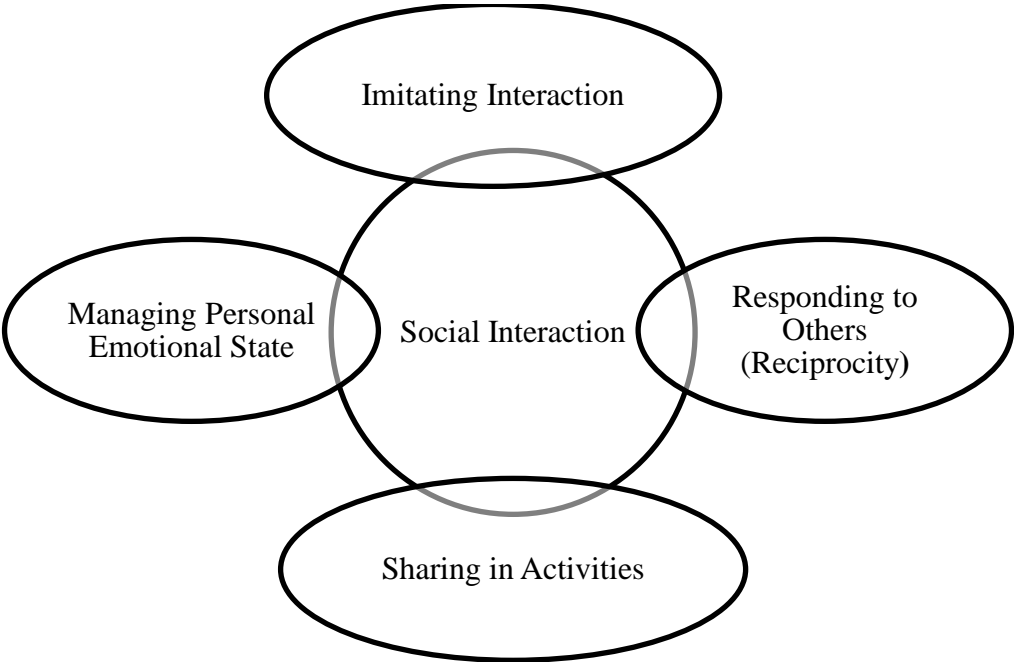 Imitating Interaction
Managing Personal
Emotional State
Social Interaction
Responding to
Others
(Reciprocity)
Sharing in Activities